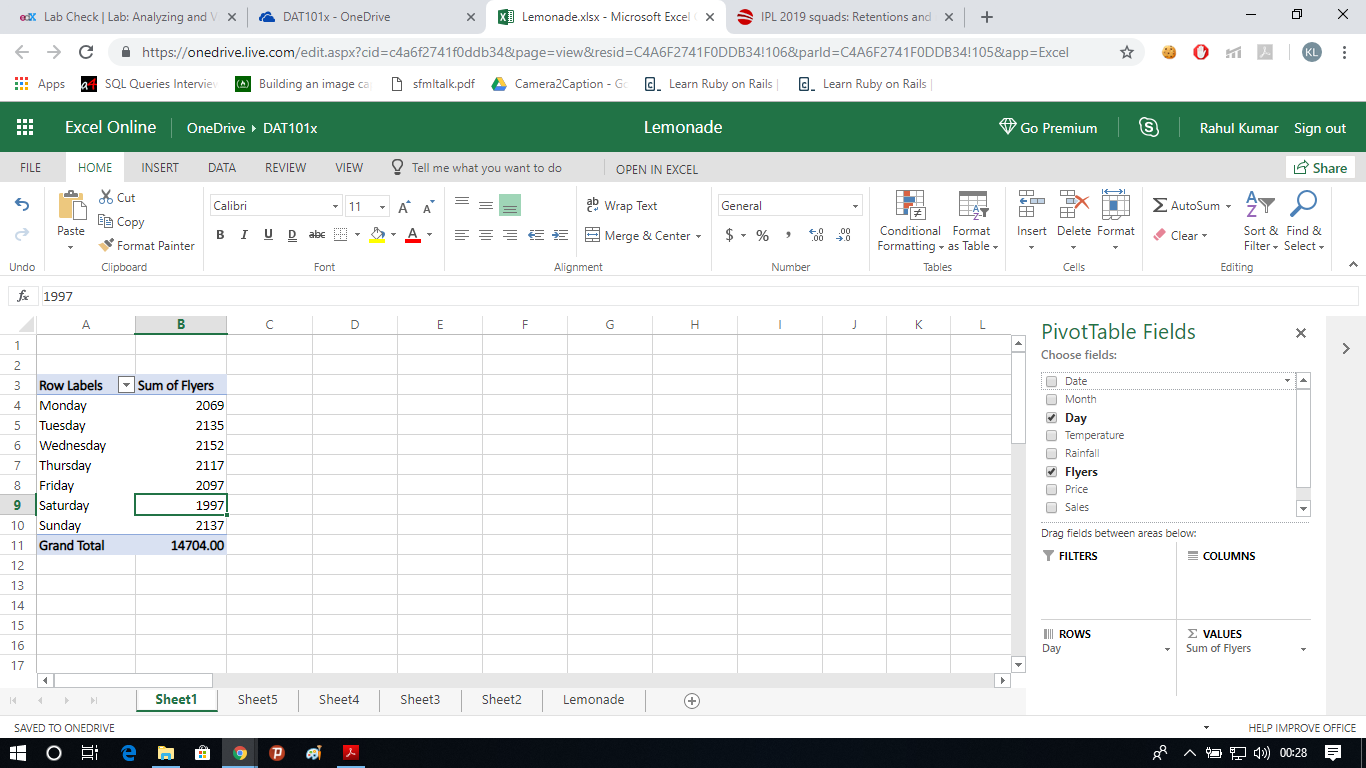 Lab Check | Lab: Analyzing and V
DAT101x - OneDrive
Lemonade.xlsx - Microsoft Excel
IPL 2019 squads: Retentions and
https://onedrive.live.com/edit.aspx?cid=c4a6f2741f0ddb34&page=view&resid=C4A6F2741F0DDB34!106&parId=C4A6F2741F0DDB34!105&app=Excel
KL
Apps
SQL Queries Interview
Building an image ca
sfmltalk.pdf
Camera2Caption - Go
Learn Ruby on Rails |
Learn Ruby on Rails |
Excel Online
OneDrive ▸ DAT101x
Lemonade
Go Premium
Rahul Kumar
Sign out
FILE
HOME
INSERT
DATA
REVIEW
VIEW
Tell me what you want to do
OPEN IN EXCEL
Share
Undo
Paste
Cut
Copy
Format Painter
Clipboard
Calibri
11
B I U D abc
Font
Wrap Text
Merge & Center
Alignment
General
$ % ,
Number
Conditional
Formatting
Format
as Table
Tables
Insert
Delete
Format
Cells
AutoSum
Clear
Sort &
Filter
Find &
Select
Editing
fx 1997
A B C D E F G H I J K L
1
2
3 Row Labels Sum of Flyers
4 Monday 2069
5 Tuesday 2135
6 Wednesday 2152
7 Thursday 2117
8 Friday 2097
9 Saturday 1997
10 Sunday 2137
11 Grand Total 14704.00
12
13
14
15
16
17
PivotTable Fields
Choose fields:
Date
Month
Day
Temperature
Rainfall
Flyers
Price
Sales
Drag fields between areas below:
FILTERS
COLUMNS
ROWS
Day
VALUES
Sum of Flyers
Sheet1
Sheet5
Sheet4
Sheet3
Sheet2
Lemonade
SAVED TO ONEDRIVE
HELP IMPROVE OFFICE
00:28